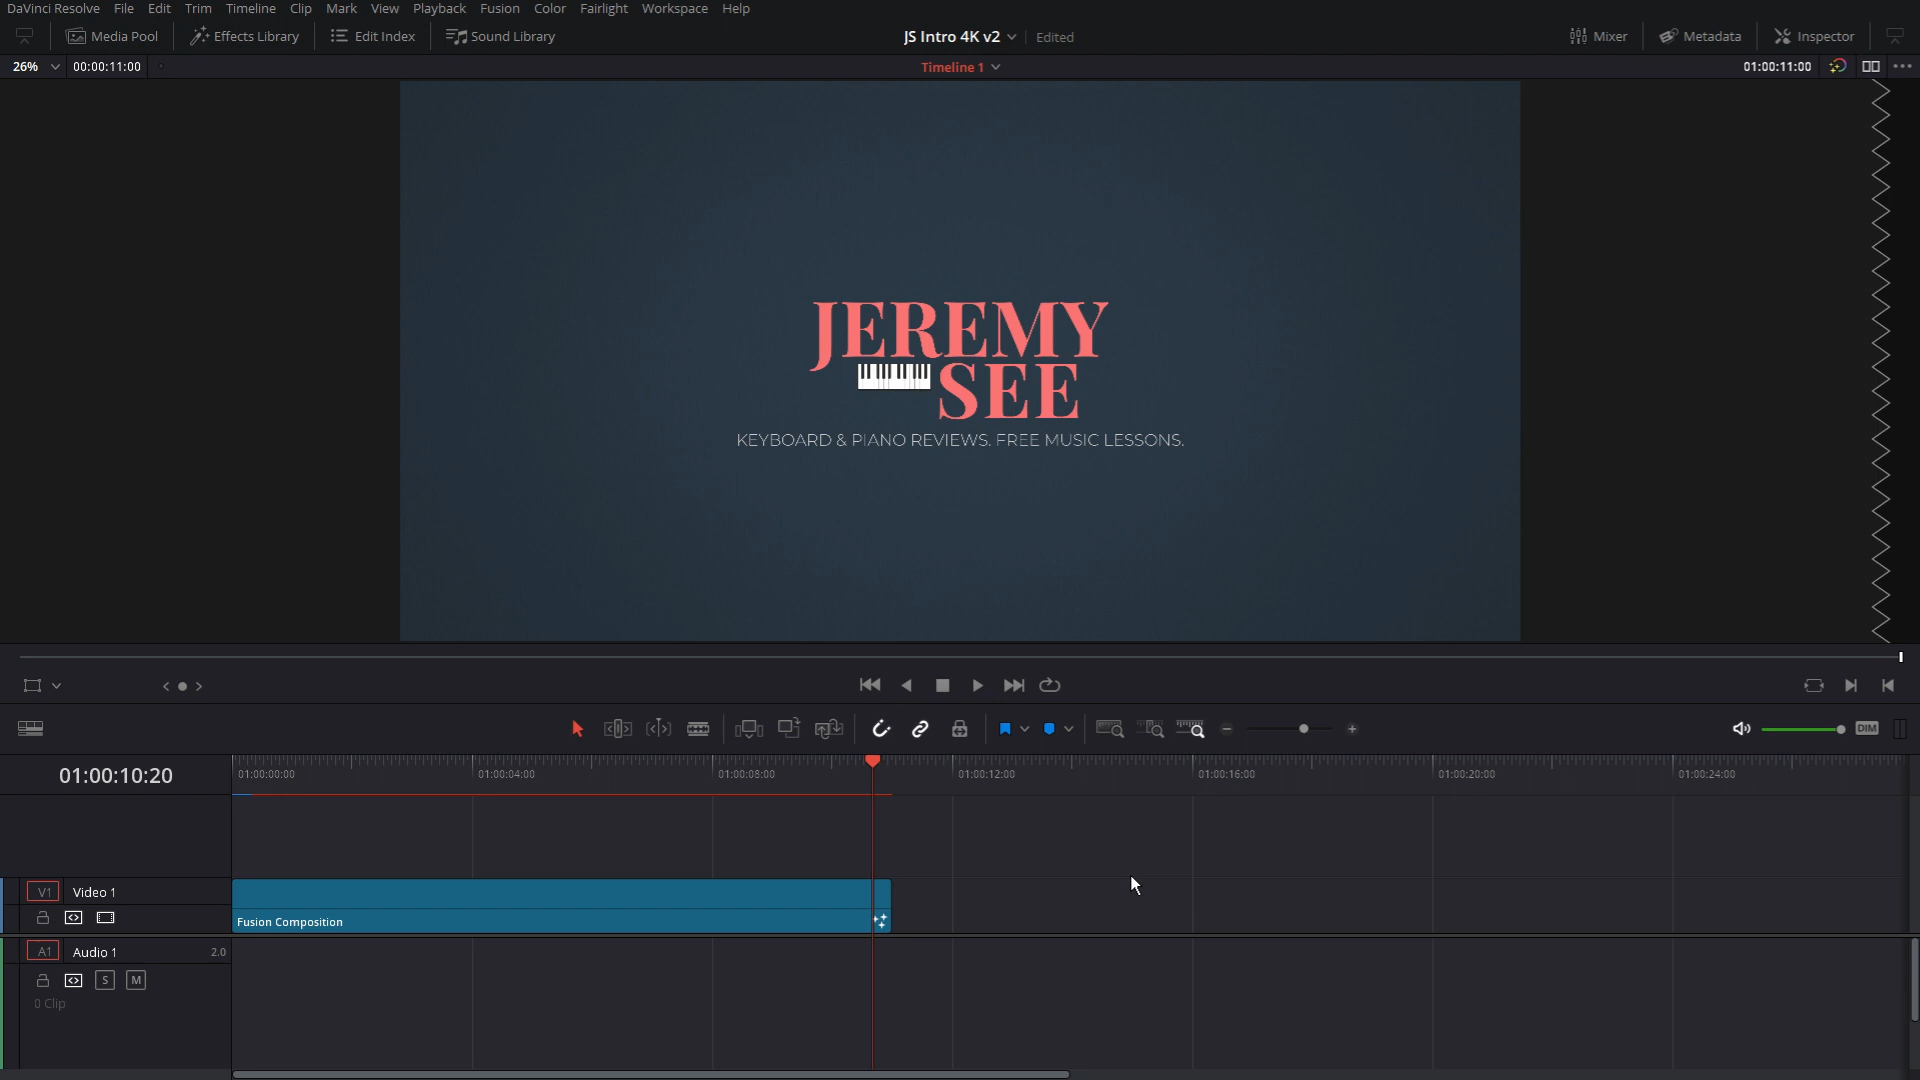 DaVinci Resolve File Edit Trim Timeline Clip Mark View Playback Fusion Color Fairlight Workspace Help
Media Pool Effects Library Edit Index Sound Library JS Intro 4K v2 Edited Mixer Metadata Inspector
26% 00:00:11:00 Timeline 1 01:00:11:00
JEREMY
SEE
KEYBOARD & PIANO REVIEWS. FREE MUSIC LESSONS.
DIM
01:00:10:20 01:00:00:00 01:00:04:00 01:00:08:00 01:00:12:00 01:00:16:00 01:00:20:00 01:00:24:00
V1 Video 1
Fusion Composition
A1 Audio 1 2.0
S M
0 Clip